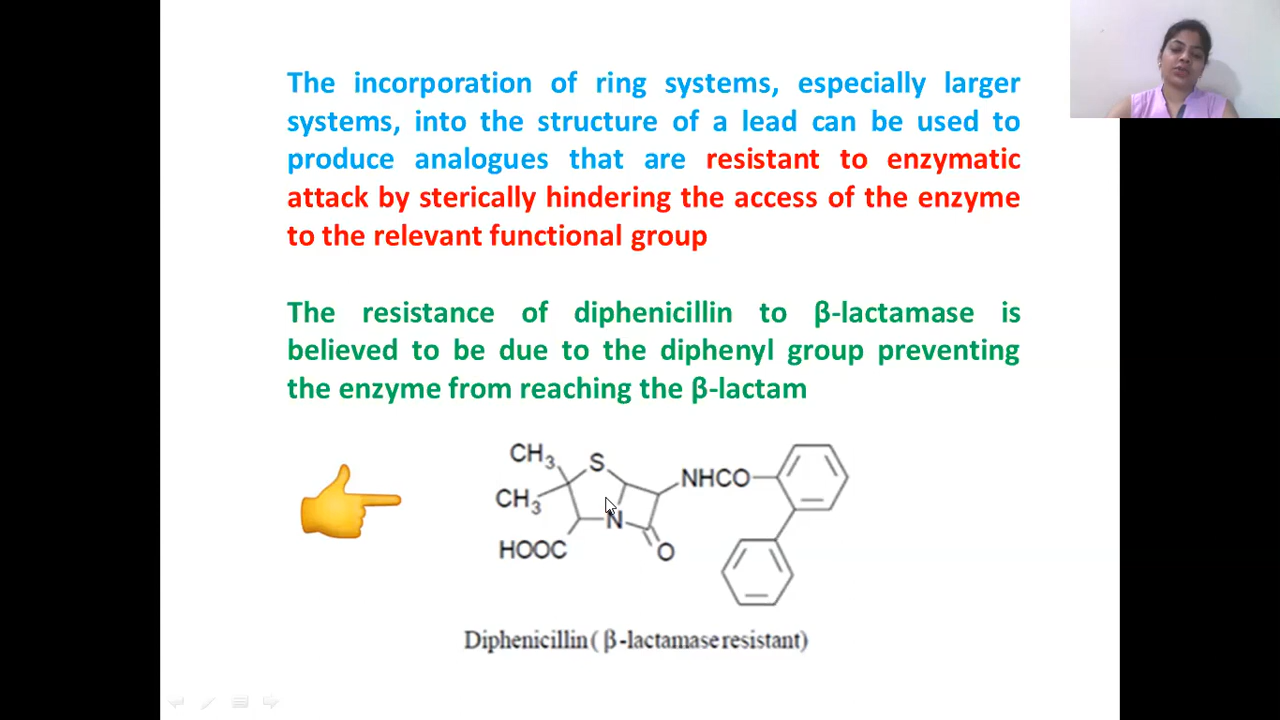 The incorporation of ring systems, especially larger
systems, into the structure of a lead can be used to
produce analogues that are resistant to enzymatic
attack by sterically hindering the access of the enzyme
to the relevant functional group
The resistance of diphenicillin to β-lactamase is
believed to be due to the diphenyl group preventing
the enzyme from reaching the β-lactam
CH3
S
CH3
NHCO
N
HOOC
O
Diphenicillin ( β-lactamase resistant)